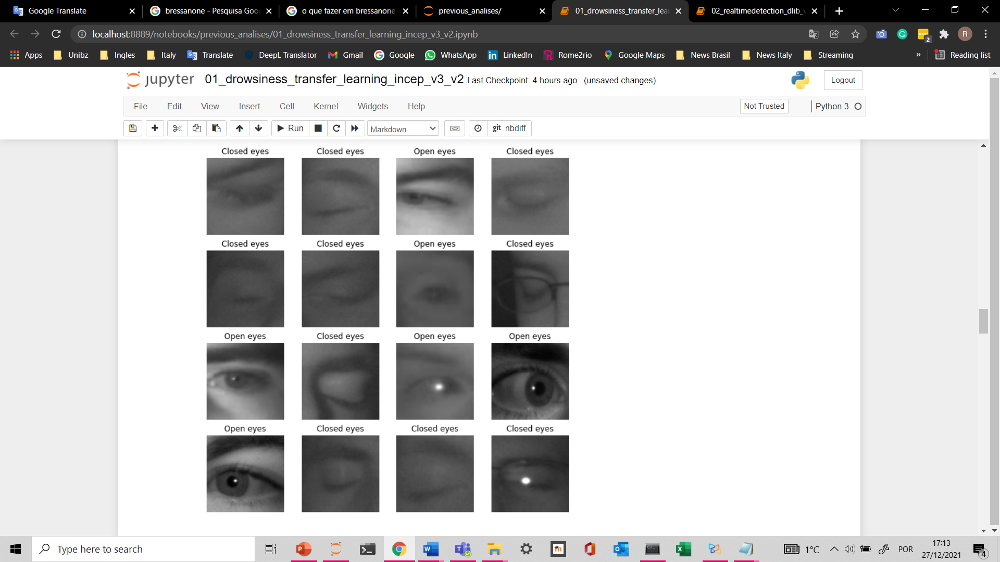 Google Translate
bressanone - Pesquisa Goo
o que fazer em bressanone
previous_analises/
01_drowsiness_transfer_lea
02_realtimedetection_dlib_v
localhost:8889/notebooks/previous_analises/01_drowsiness_transfer_learning_incep_v3_v2.ipynb
2
R
Apps Unibz Ingles Italy Translate DeepL Translator Gmail Google WhatsApp LinkedIn Rome2rio Google Maps News Brasil News Italy Streaming » Reading list
jupyter 01_drowsiness_transfer_learning_incep_v3_v2 Last Checkpoint: 4 hours ago (unsaved changes) Logout
File Edit View Insert Cell Kernel Widgets Help Not Trusted Python 3
Run Markdown git nbdiff
Closed eyes Closed eyes Open eyes Closed eyes
Closed eyes Closed eyes Open eyes Closed eyes
Open eyes Closed eyes Open eyes Open eyes
Open eyes Closed eyes Closed eyes Closed eyes
Type here to search
1°C
POR
17:13
27/12/2021
4